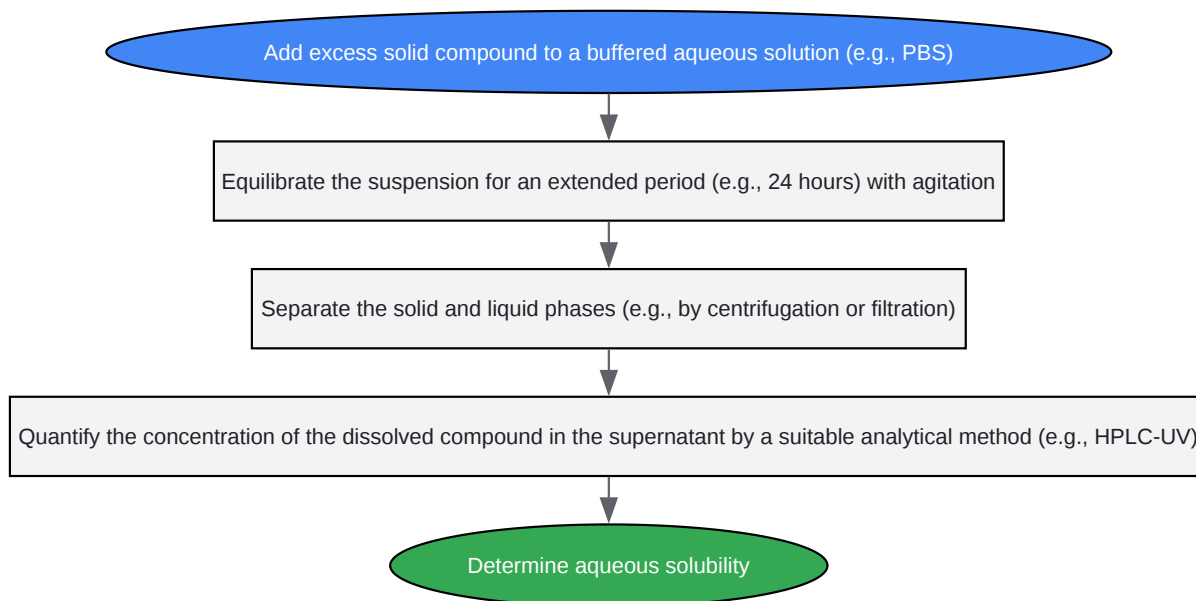 Add excess solid compound to a buffered aqueous solution (e.g., PBS)
Equilibrate the suspension for an extended period (e.g., 24 hours) with agitation
Separate the solid and liquid phases (e.g., by centrifugation or filtration)
Quantify the concentration of the dissolved compound in the supernatant by a suitable analytical method (e.g., HPLC-UV)
Determine aqueous solubility